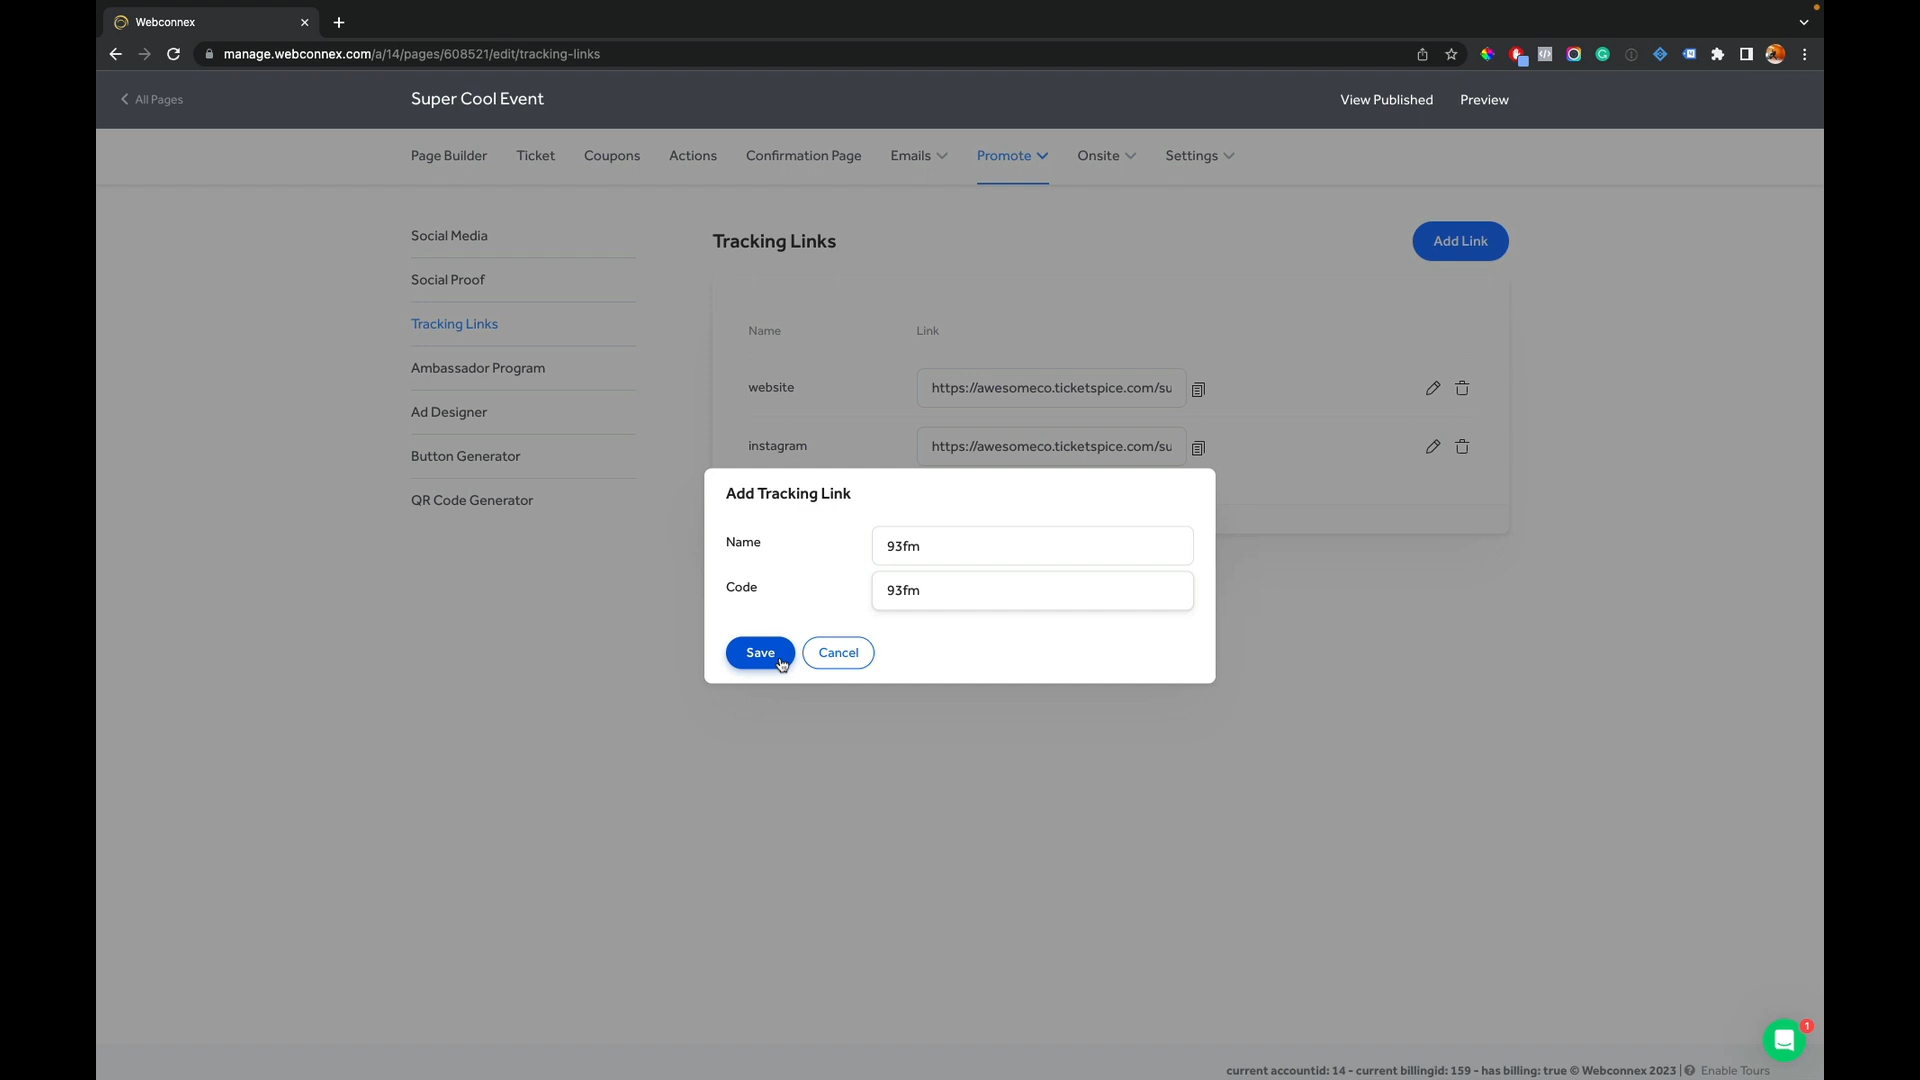 Webconnex
manage.webconnex.com/a/14/pages/608521/edit/tracking-links
All Pages
Super Cool Event
View Published
Preview
Page Builder
Ticket
Coupons
Actions
Confirmation Page
Emails
Promote
Onsite
Settings
Social Media
Social Proof
Tracking Links
Ambassador Program
Ad Designer
Button Generator
QR Code Generator
Tracking Links
Add Link
Name
Link
website
https://awesomeco.ticketspice.com/su
instagram
https://awesomeco.ticketspice.com/su
Add Tracking Link
Name
93fm
Code
93fm
Save
Cancel
1
current accountid: 14 - current billingid: 159 - has billing: true © Webconnex 2023 | Enable Tours